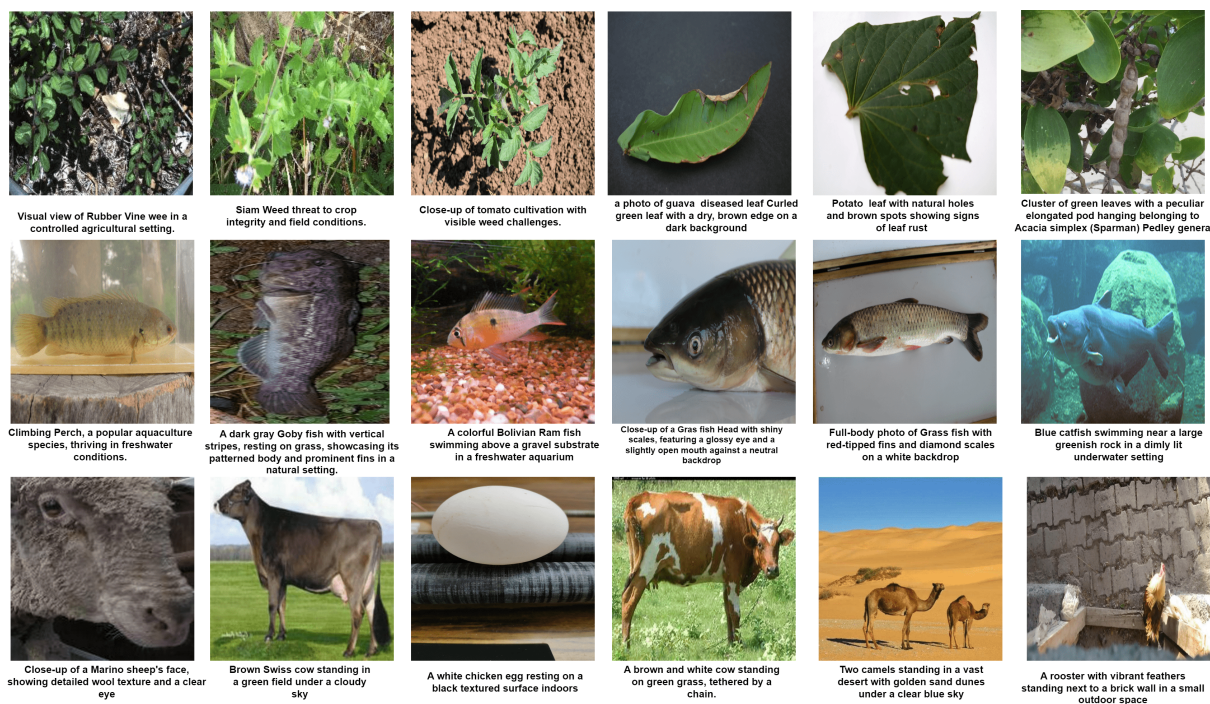 Visual view of Rubber Vine wee in a
controlled agricultural setting.
Siam Weed threat to crop
integrity and field conditions.
Close-up of tomato cultivation with
visible weed challenges.
a photo of guava diseased leaf Curled
green leaf with a dry, brown edge on a
dark background
Potato leaf with natural holes
and brown spots showing signs
of leaf rust
Cluster of green leaves with a peculiar
elongated pod hanging belonging to
Acacia simplex (Sparman) Pedley genera
Climbing Perch, a popular aquaculture
species, thriving in freshwater
conditions.
A dark gray Goby fish with vertical
stripes, resting on grass, showcasing its
patterned body and prominent fins in a
natural setting.
A colorful Bolivian Ram fish
swimming above a gravel substrate
in a freshwater aquarium
Close-up of a Gras fish Head with shiny
scales, featuring a glossy eye and a
slightly open mouth against a neutral
backdrop
Full-body photo of Grass fish with
red-tipped fins and diamond scales
on a white backdrop
Blue catfish swimming near a large
greenish rock in a dimly lit
underwater setting
Close-up of a Marino sheep's face,
showing detailed wool texture and a clear
eye
Brown Swiss cow standing in
a green field under a cloudy
sky
A white chicken egg resting on a
black textured surface indoors
A brown and white cow standing
on green grass, tethered by a
chain.
Two camels standing in a vast
desert with golden sand dunes
under a clear blue sky
A rooster with vibrant feathers
standing next to a brick wall in a small
outdoor space